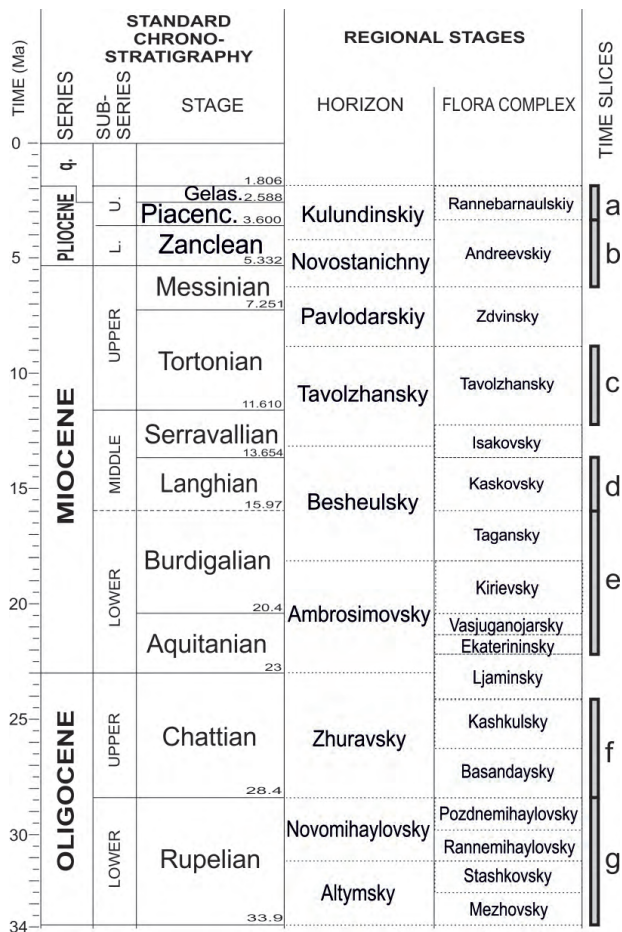 TIME (Ma)
SERIES
SUB-
SERIES
STANDARD
CHRONO-
STRATIGRAPHY
STAGE
REGIONAL STAGES
HORIZON
FLORA COMPLEX
TIME SLICES
0
5
10
15
20
25
30
34
q.
PLIOCENE
MIOCENE
OLIGOCENE
U.
L.
UPPER
MIDDLE
LOWER
UPPER
LOWER
1.806
Gelas. 2.588
Piacenc. 3.600
Zanclean
5.332
Messinian
7.251
Tortonian
11.610
Serravallian
13.654
Langhian
15.97
Burdigalian
20.4
Aquitanian
23
Chattian
28.4
Rupelian
33.9
Kulundinskiy
Novostanichny
Pavlodarskiy
Tavolzhansky
Besheulsky
Ambrosimovsky
Zhuravsky
Novomihaylovsky
Altymsky
Rannebarnaulskiy
Andreevskiy
Zdvinsky
Tavolzhansky
Isakovsky
Kaskovsky
Tagansky
Kirievsky
Vasjuganojarsky
Ekaterininsky
Ljaminsky
Kashkulsky
Basandaysky
Pozdnemihaylovsky
Rannemihaylovsky
Stashkovsky
Mezhovsky
a
b
c
d
e
f
g